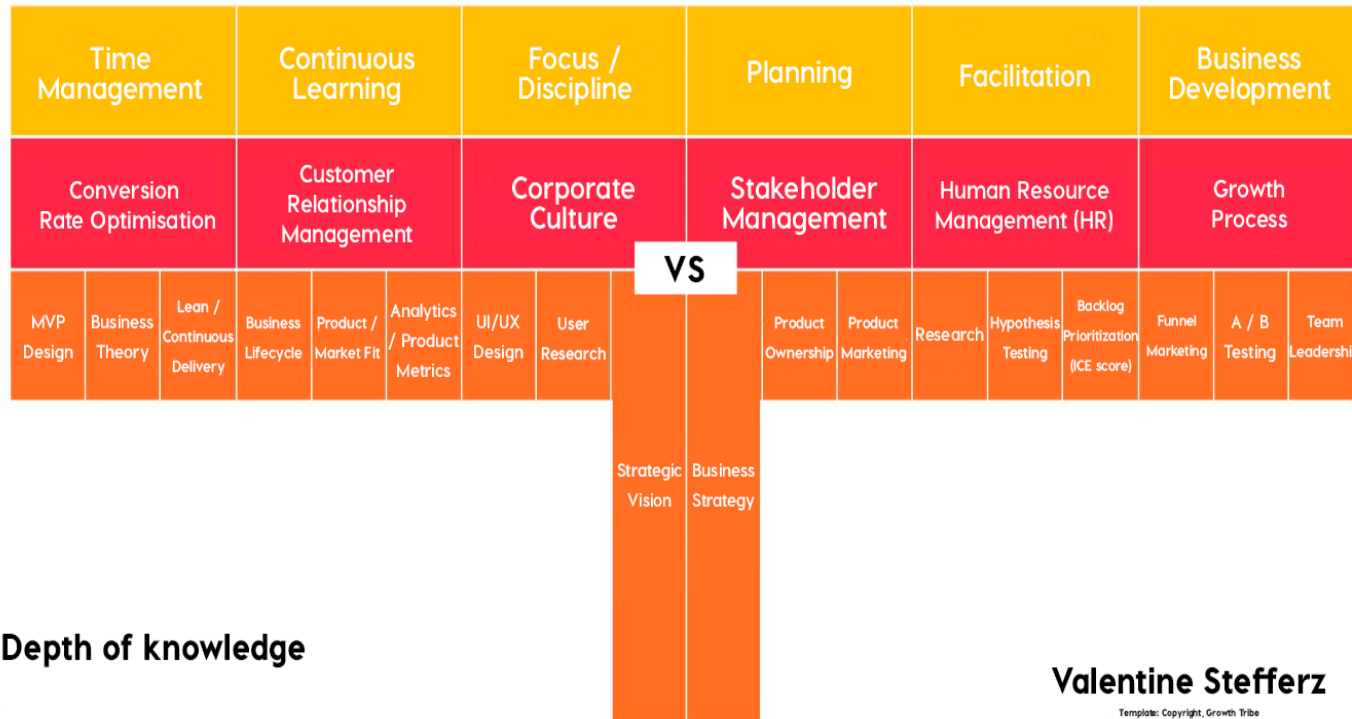 Time
Management
Continuous
Learning
Focus /
Discipline
Planning
Facilitation
Business
Development
Conversion
Rate Optimisation
Customer
Relationship
Management
Corporate
Culture
Stakeholder
Management
Human Resource
Management (HR)
Growth
Process
VS
MVP
Design
Business
Theory
Lean /
Continuous
Delivery
Business
Lifecycle
Product /
Market Fit
Analytics
/ Product
Metrics
UI/UX
Design
User
Research
Strategic
Vision
Business
Strategy
Product
Ownership
Product
Marketing
Research
Hypothesis
Testing
Backlog
Prioritization
(ICE score)
Funnel
Marketing
A / B
Testing
Team
Leadershi
Depth of knowledge
Valentine Stefferz
Template: Copyright, Growth Tribe